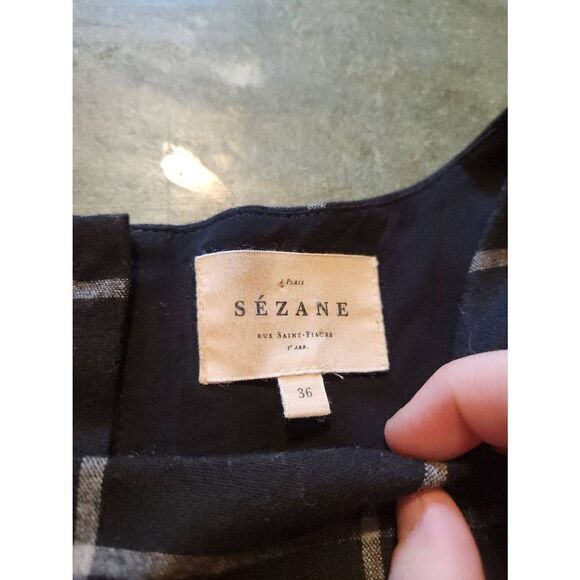 à Paris
SÉZANE
RUE SAINT-FIACRE
2ᵉ ARR.
36